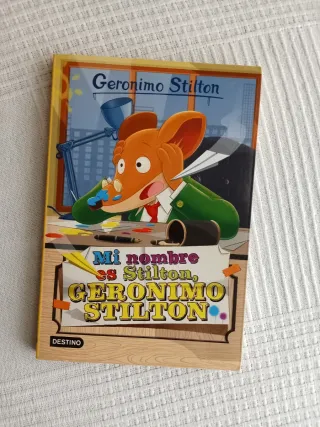 Geronimo Stilton
Mi nombre
es Stilton,
GERONIMO
STILTON
DESTINO